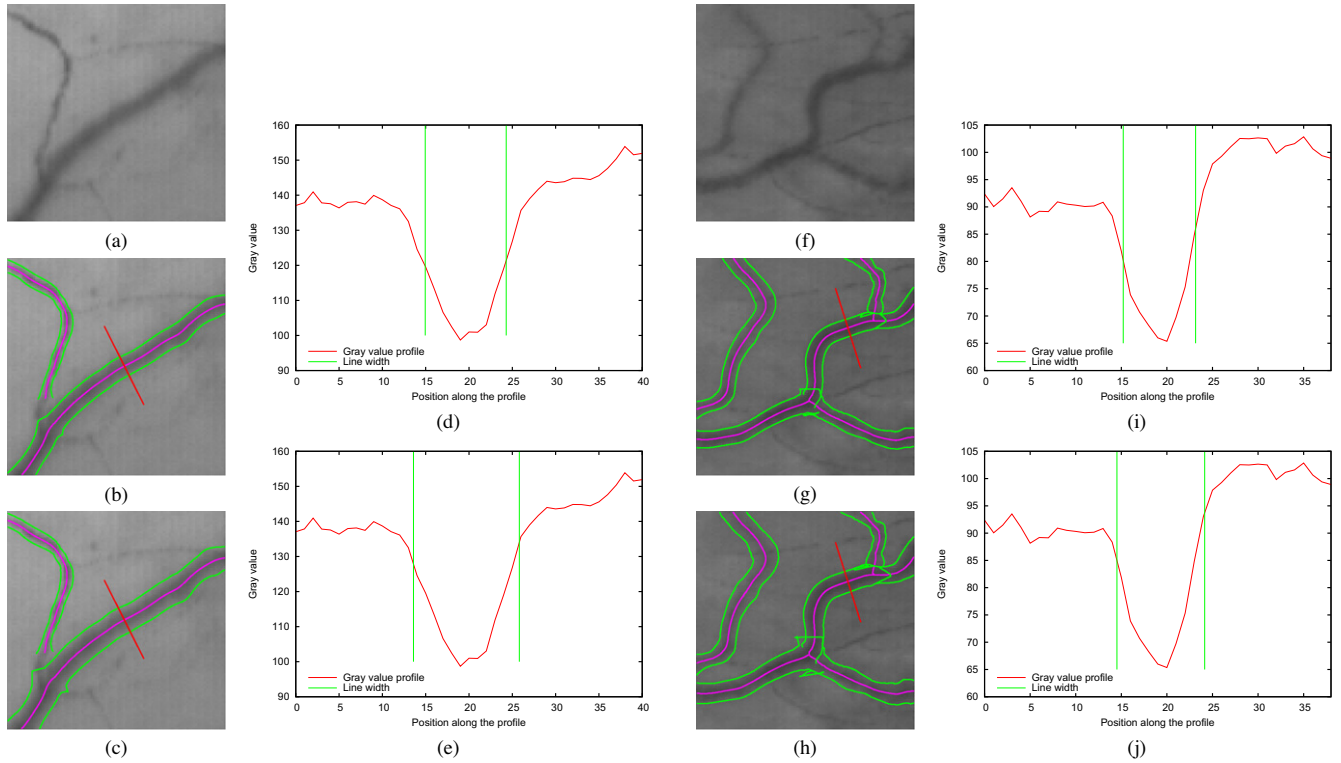 (a)
(b)
(c)
160
150
140
130
120
110
100
90
0 5 10 15 20 25 30 35 40
Gray value
Position along the profile
Gray value profile
Line width
(d)
160
150
140
130
120
110
100
90
0 5 10 15 20 25 30 35 40
Gray value
Position along the profile
Gray value profile
Line width
(e)
(f)
(g)
(h)
105
100
95
90
85
80
75
70
65
60
0 5 10 15 20 25 30 35
Gray value
Position along the profile
Gray value profile
Line width
(i)
105
100
95
90
85
80
75
70
65
60
0 5 10 15 20 25 30 35
Gray value
Position along the profile
Gray value profile
Line width
(j)